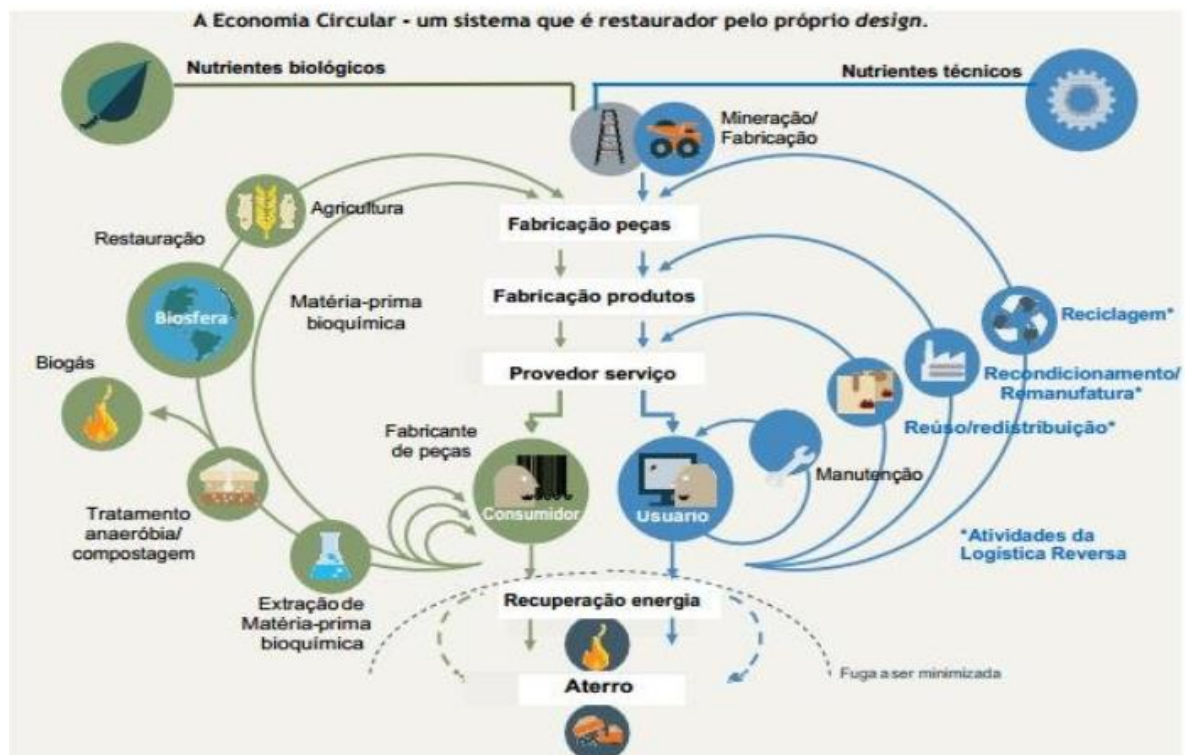 A Economia Circular - um sistema que é restaurador pelo próprio design.
Nutrientes biológicos
Nutrientes técnicos
Mineração/
Fabricação
Agricultura
Fabricação peças
Restauração
Matéria-prima
bioquímica
Fabricação produtos
Biosfera
Reciclagem*
Biogás
Provedor serviço
Recondicionamento/
Remanufatura*
Reúso/redistribuição*
Fabricante
de peças
Manutenção
Consumidor
Usuário
Tratamento
anaeróbia/
compostagem
*Atividades da
Logística Reversa
Extração de
Matéria-prima
bioquímica
Recuperação energia
Fuga a ser minimizada
Aterro